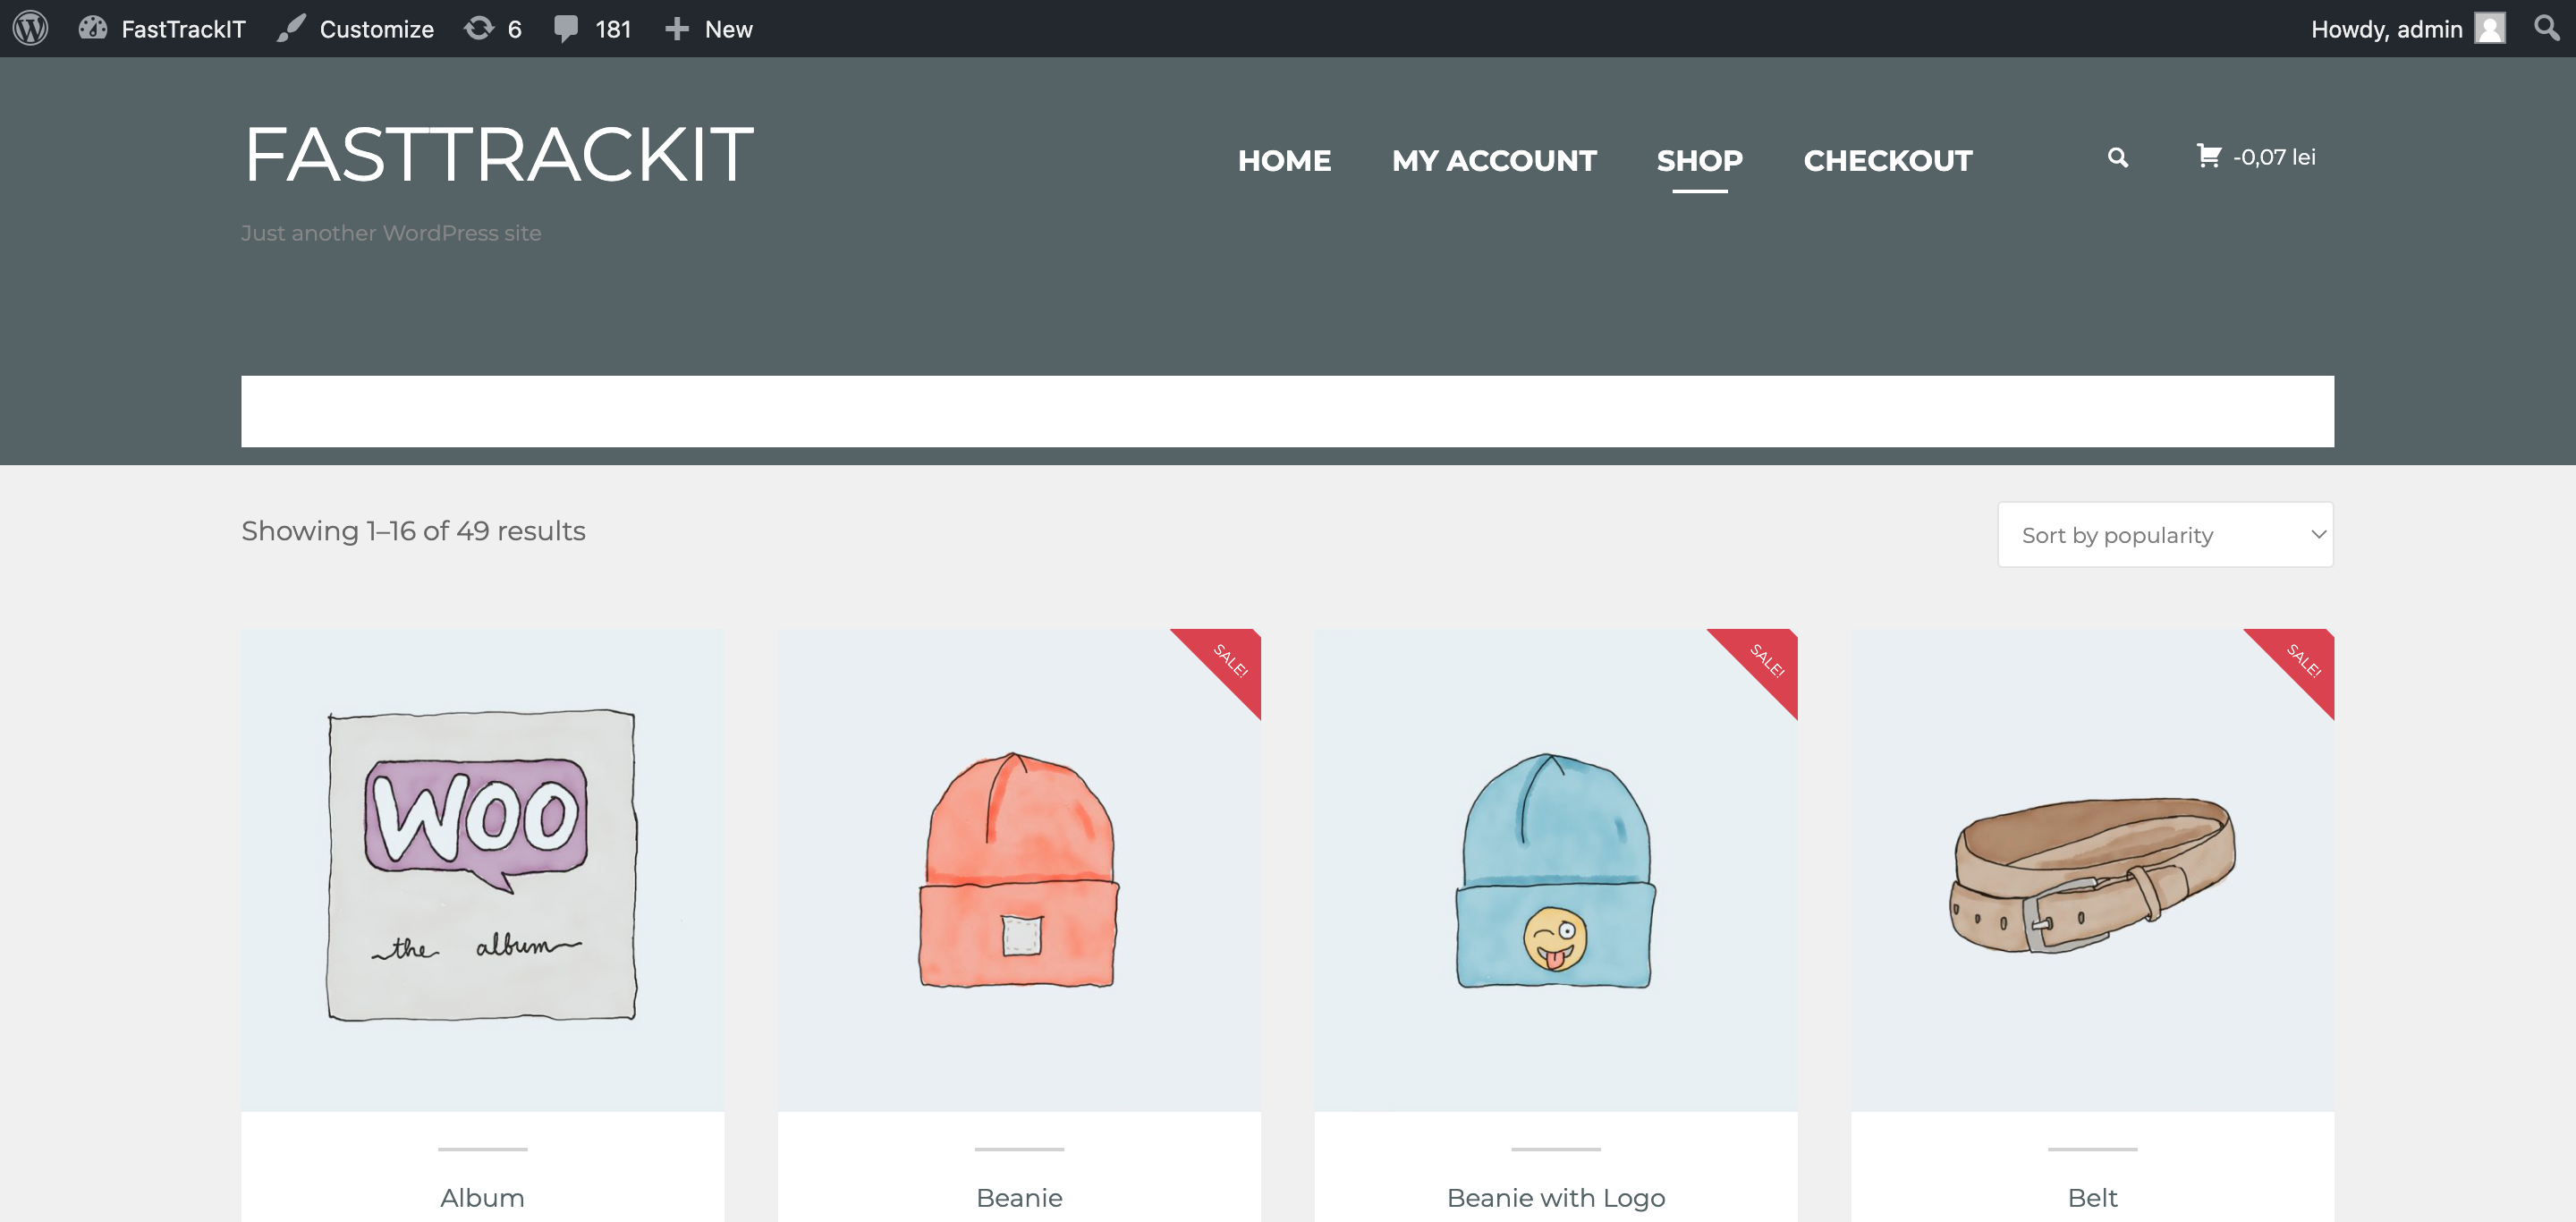 FastTrackIT Customize 6 181 New Howdy, admin
FASTTRACKIT
HOME MY ACCOUNT SHOP CHECKOUT -0,07 lei
Just another WordPress site
Showing 1–16 of 49 results
Sort by popularity
SALE! SALE! SALE!
WOO
the album
Album Beanie Beanie with Logo Belt